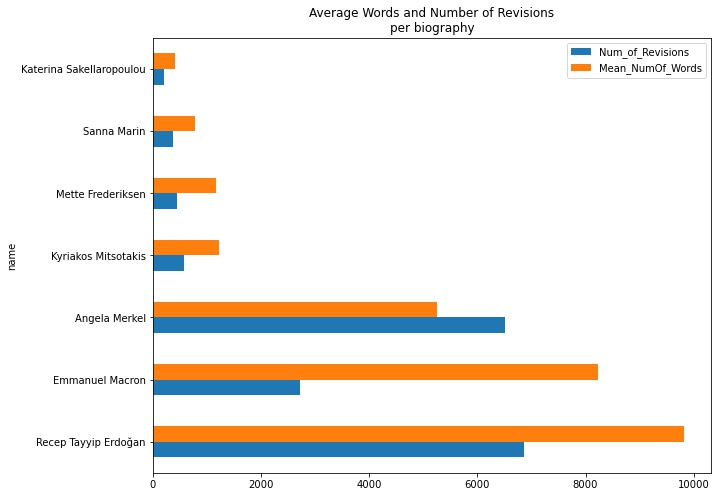 Average Words and Number of Revisions
per biography
Num_of_Revisions
Mean_NumOf_Words
Katerina Sakellaropoulou
Sanna Marin
Mette Frederiksen
Kyriakos Mitsotakis
Angela Merkel
Emmanuel Macron
Recep Tayyip Erdoğan
name
0 2000 4000 6000 8000 10000